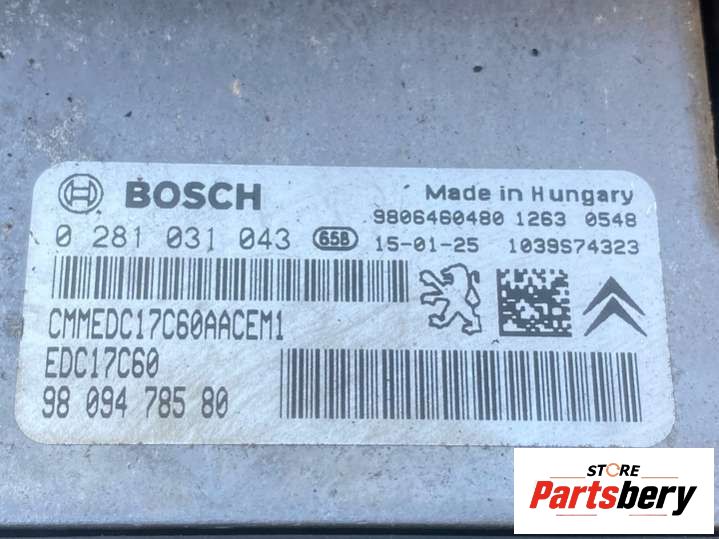 BOSCH
Made in Hungary
9806460480 1263 0548
0 281 031 043 65B 15-01-25 1039S74323
CMMEDC17C60AACEM1
EDC17C60
98 094 785 80
STORE
Partsbery